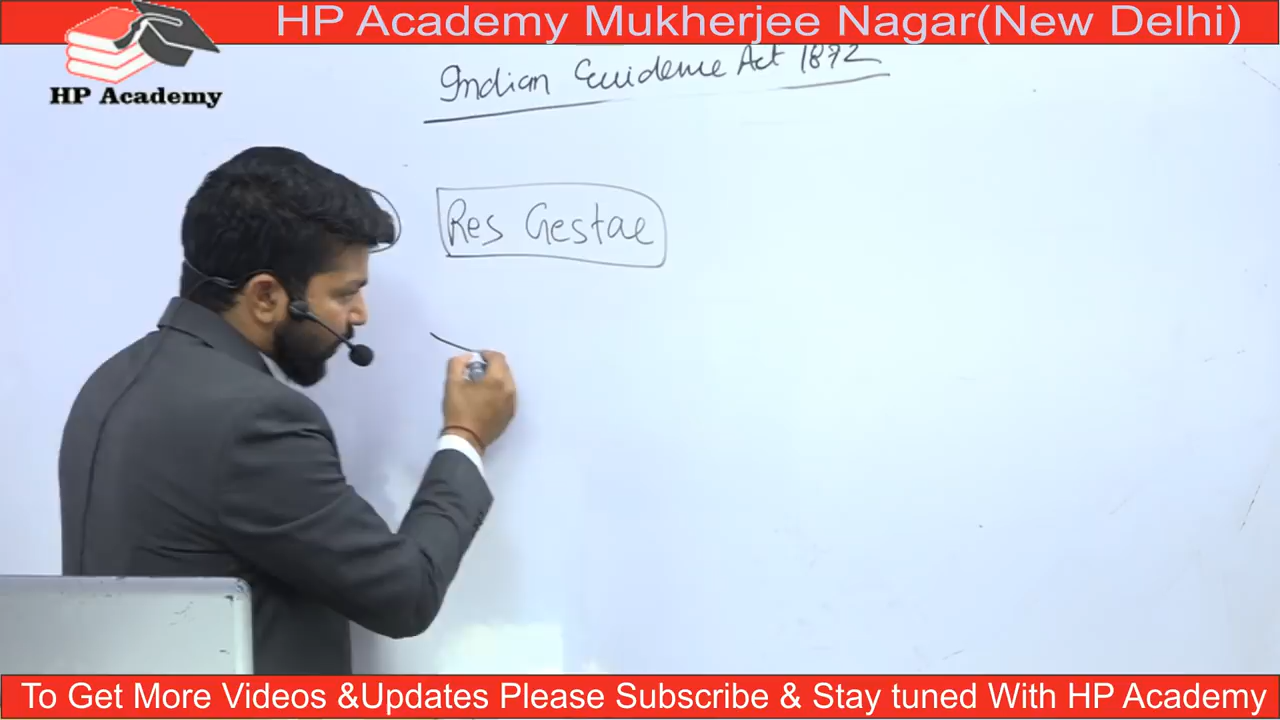 HP Academy Mukherjee Nagar(New Delhi)
HP Academy
Indian Evidence Act 1872
Res Gestae
To Get More Videos &Updates Please Subscribe & Stay tuned With HP Academy